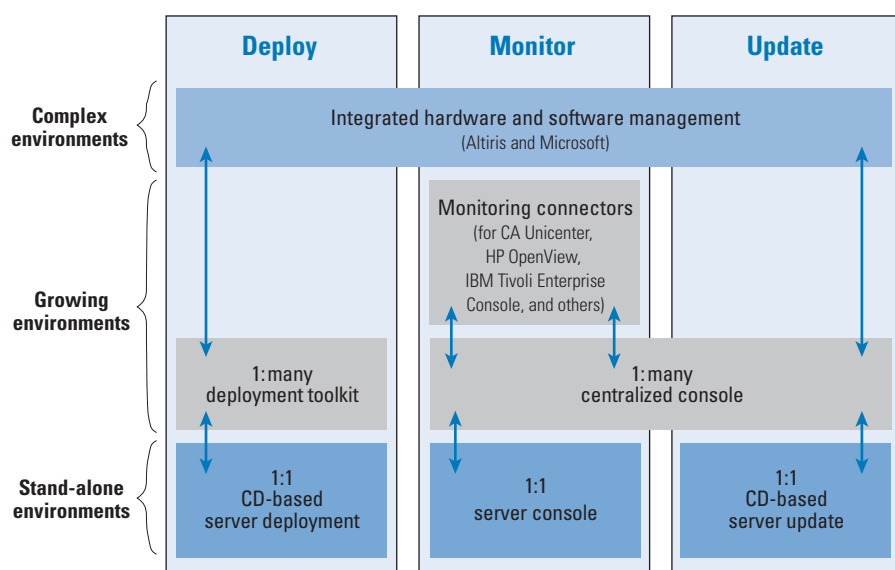 Deploy
Monitor
Update
Complex
environments
Integrated hardware and software management
(Altiris and Microsoft)
Growing
environments
Monitoring connectors
(for CA Unicenter,
HP OpenView,
IBM Tivoli Enterprise
Console, and others)
1:many
deployment toolkit
1:many
centralized console
Stand-alone
environments
1:1
CD-based
server deployment
1:1
server console
1:1
CD-based
server update